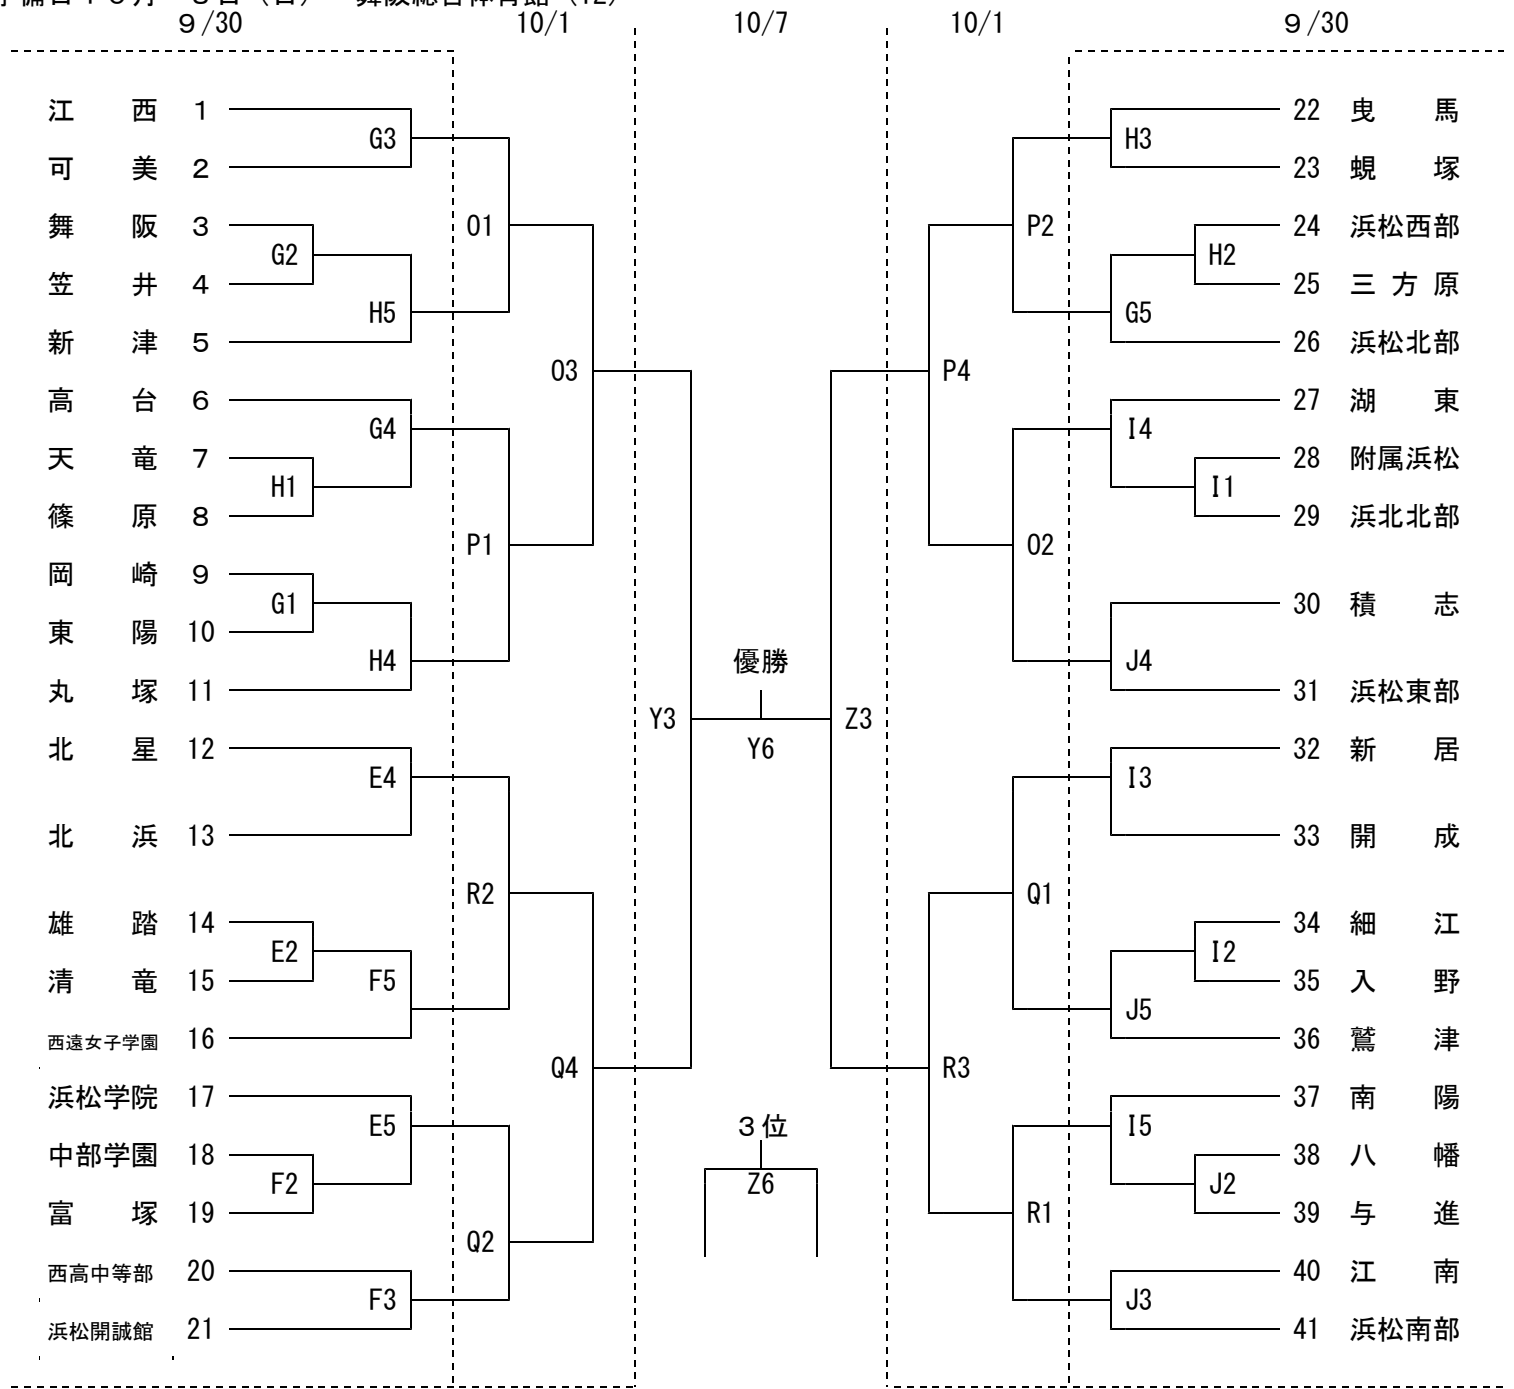 9/30 10/1 10/7 10/1 9/30
江西 1 22 曳馬
G3 H3
可美 2 23 蜆塚
舞阪 3 O1 P2 24 浜松西部
G2 H2
笠井 4 25 三方原
H5 G5
新津 5 26 浜松北部
O3 P4
高台 6 27 湖東
G4 I4
天竜 7 28 附属浜松
H1 I1
篠原 8 29 浜北北部
P1 O2
岡崎 9
G1 30 積志
東陽 10
H4 優勝 J4
丸塚 11 31 浜松東部
Y3 Z3
北星 12 Y6 32 新居
E4 I3
北浜 13 33 開成
R2 Q1
雄踏 14 34 細江
E2 I2
清竜 15 F5 35 入野
J5
西遠女子学園 16 36 鷲津
Q4 R3
浜松学院 17 37 南陽
E5 3位 I5
中部学園 18 38 八幡
F2 Z6 J2
富塚 19 R1 39 与進
Q2
西高中等部 20 40 江南
F3 J3
浜松開誠館 21 41 浜松南部